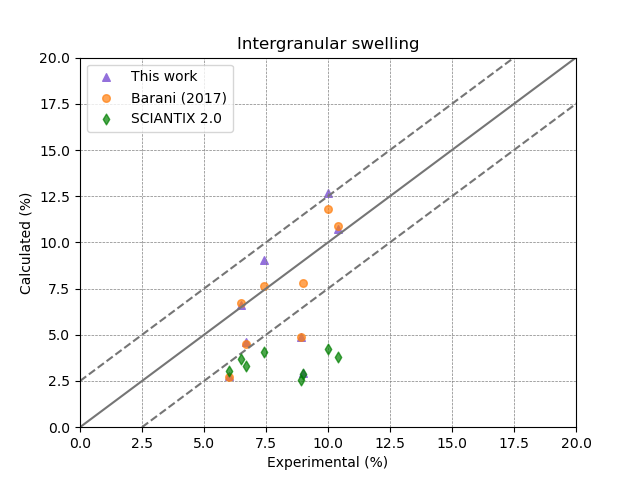 Intergranular swelling
20.0
17.5
15.0
12.5
10.0
7.5
5.0
2.5
0.0
Calculated (%)
This work
Barani (2017)
SCIANTIX 2.0
0.0 2.5 5.0 7.5 10.0 12.5 15.0 17.5 20.0
Experimental (%)